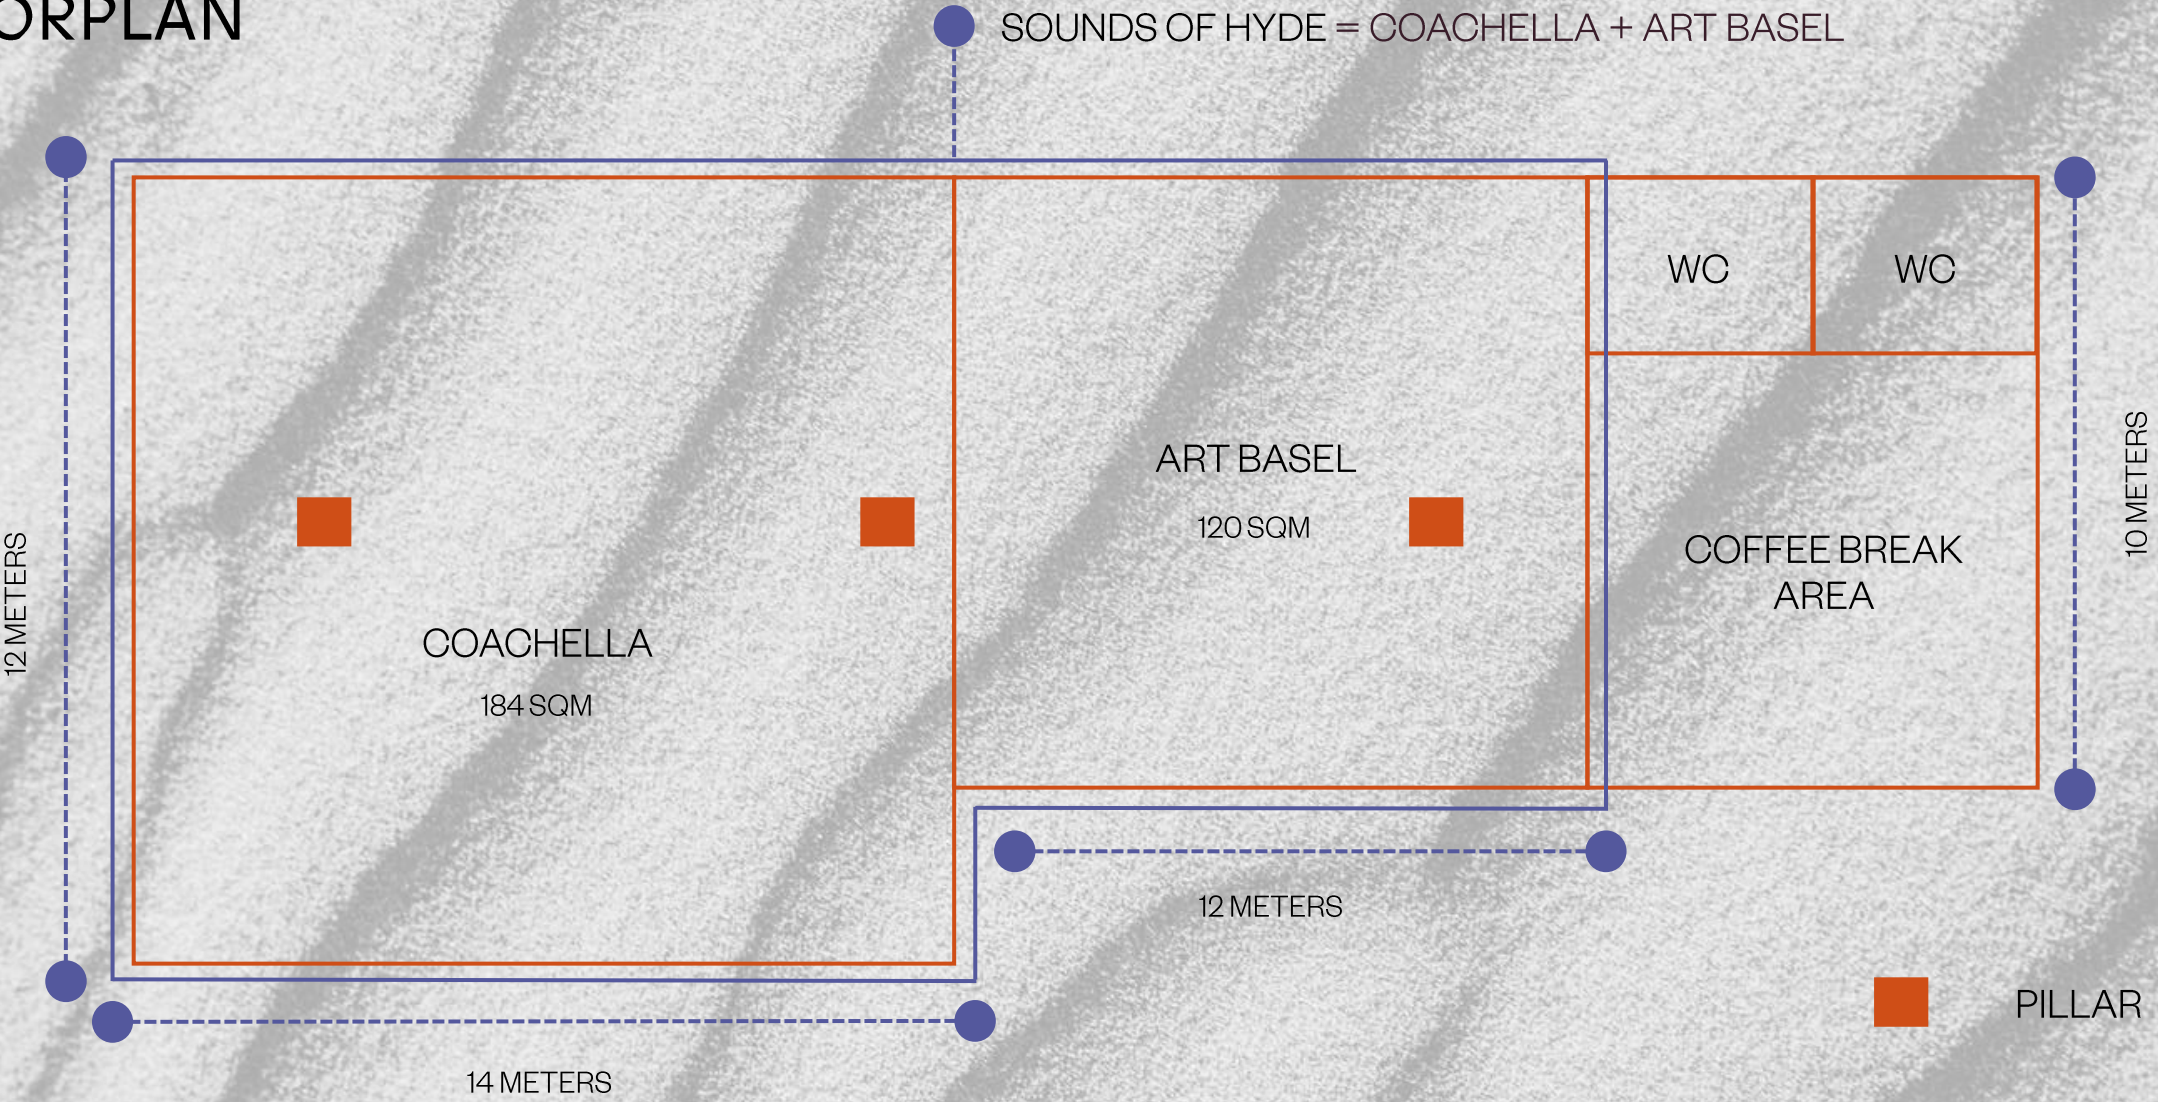 ORPLAN
SOUNDS OF HYDE = COACHELLA + ART BASEL
WC
WC
ART BASEL
120 SQM
COFFEE BREAK
AREA
10 METERS
12 METERS
COACHELLA
184 SQM
12 METERS
PILLAR
14 METERS